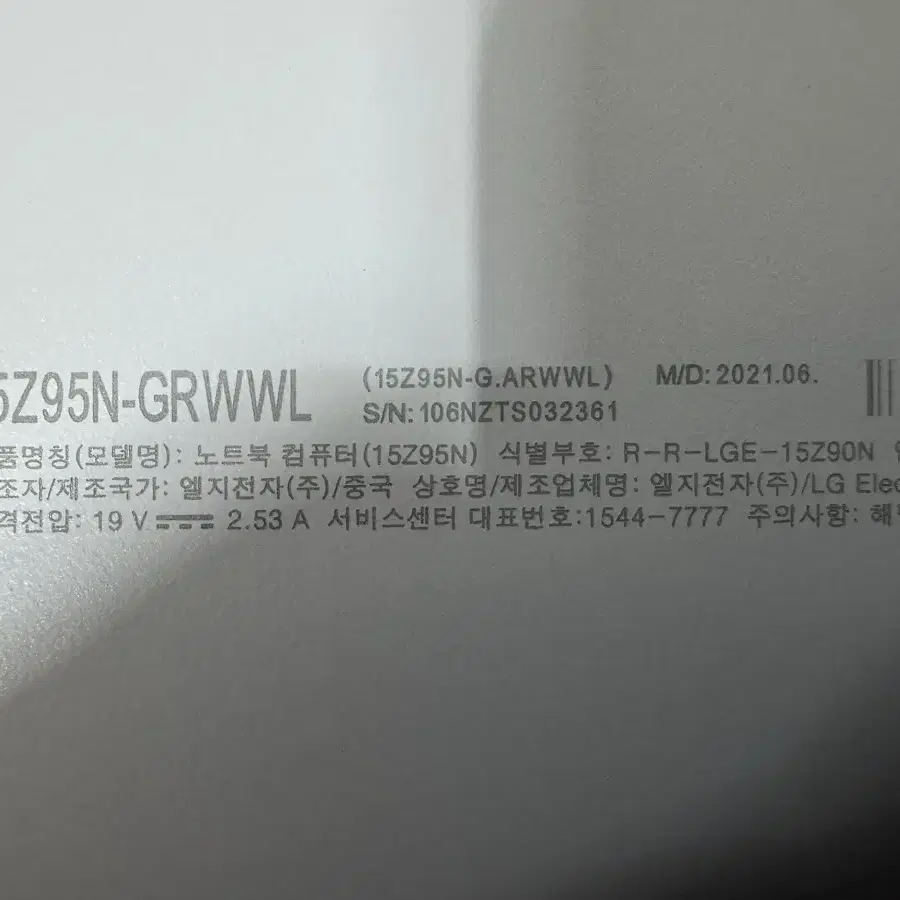 5Z95N-GRWWL (15Z95N-G.ARWWL) M/D: 2021.06.
S/N: 106NZTS032361
품명칭(모델명): 노트북 컴퓨터(15Z95N) 식별부호: R-R-LGE-15Z90N
조자/제조국가: 엘지전자(주)/중국 상호명/제조업체명: 엘지전자(주)/LG Elec
격전압: 19 V 2.53 A 서비스센터 대표번호:1544-7777 주의사항: 해